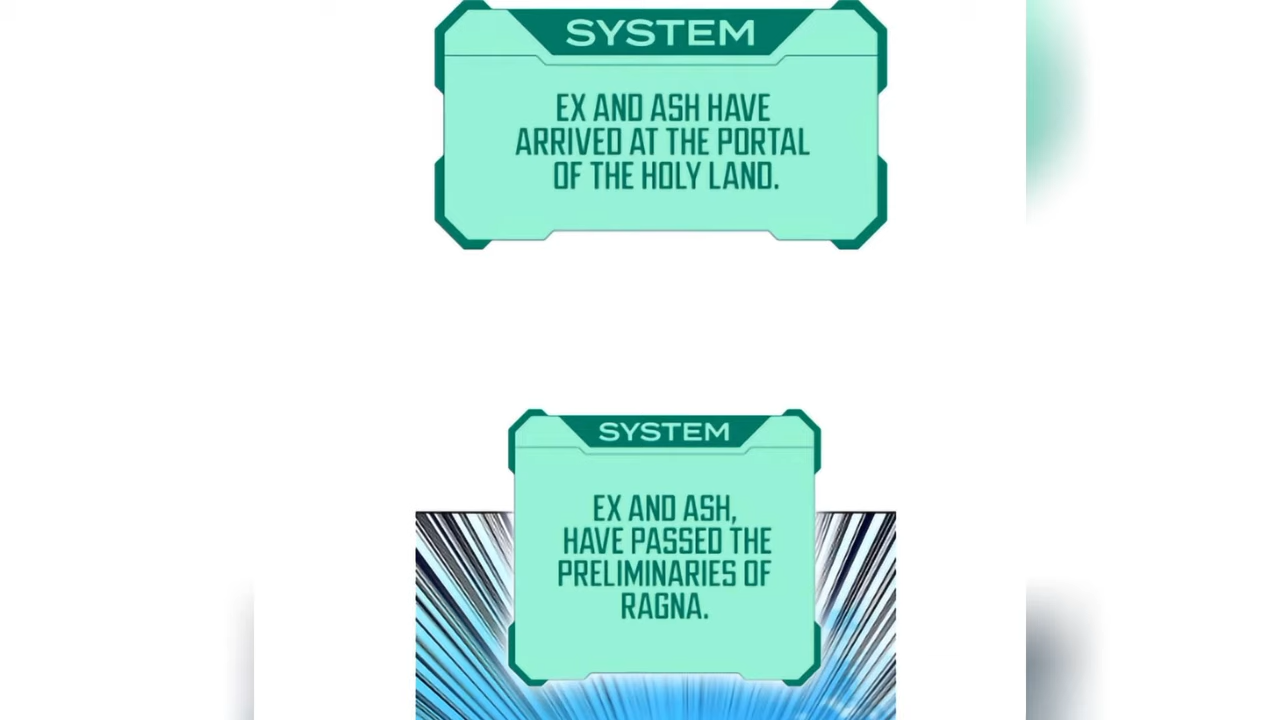 SYSTEM
EX AND ASH HAVE
ARRIVED AT THE PORTAL
OF THE HOLY LAND.
SYSTEM
EX AND ASH,
HAVE PASSED THE
PRELIMINARIES OF
RAGNA.